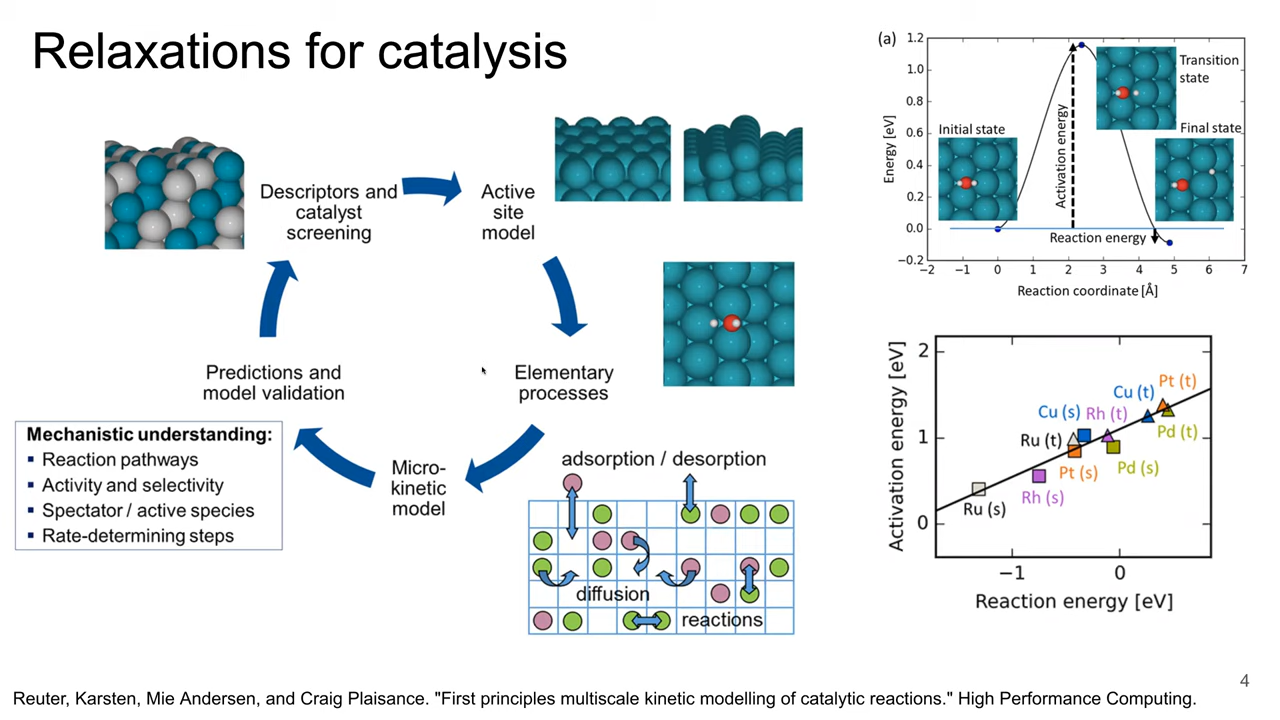 Relaxations for catalysis
Descriptors and
catalyst
screening
Active
site
model
Elementary
processes
Micro-
kinetic
model
Predictions and
model validation
Mechanistic understanding:
▪ Reaction pathways
▪ Activity and selectivity
▪ Spectator / active species
▪ Rate-determining steps
adsorption / desorption
diffusion
reactions
(a)
Energy [eV]
1.2
1.0
0.8
0.6
0.4
0.2
0.0
−0.2
Initial state
Activation energy
Transition
state
Final state
Reaction energy
−2 −1 0 1 2 3 4 5 6 7
Reaction coordinate [Å]
Activation energy [eV]
2
1
0
Pt (t)
Cu (t)
Cu (s) Rh (t)
Pd (t)
Ru (t)
Pt (s) Pd (s)
Rh (s)
Ru (s)
−1 0
Reaction energy [eV]
4
Reuter, Karsten, Mie Andersen, and Craig Plaisance. "First principles multiscale kinetic modelling of catalytic reactions." High Performance Computing.